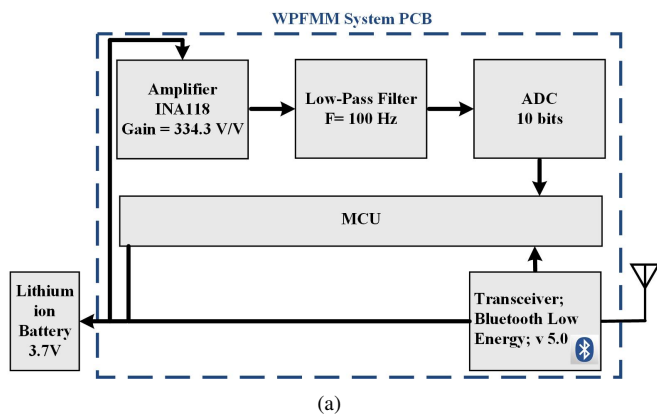 WPFMM System PCB
Amplifier
INA118
Gain = 334.3 V/V
Low-Pass Filter
F= 100 Hz
ADC
10 bits
MCU
Lithium
ion
Battery
3.7V
Transceiver;
Bluetooth Low
Energy; v 5.0
(a)